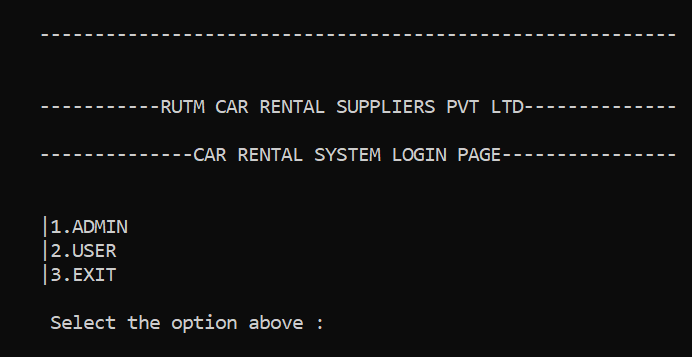 ----------------------------------------------------------
-----------RUTM CAR RENTAL SUPPLIERS PVT LTD--------------
--------------CAR RENTAL SYSTEM LOGIN PAGE----------------
|1.ADMIN
|2.USER
|3.EXIT
Select the option above :